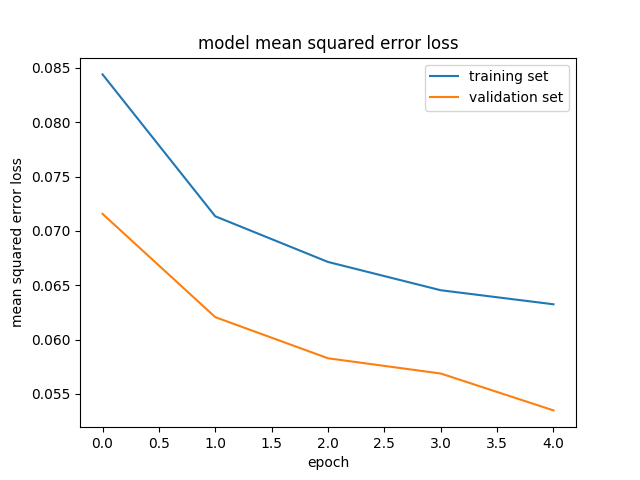 model mean squared error loss
training set
validation set
0.085
0.080
0.075
0.070
0.065
0.060
0.055
mean squared error loss
0.0 0.5 1.0 1.5 2.0 2.5 3.0 3.5 4.0
epoch